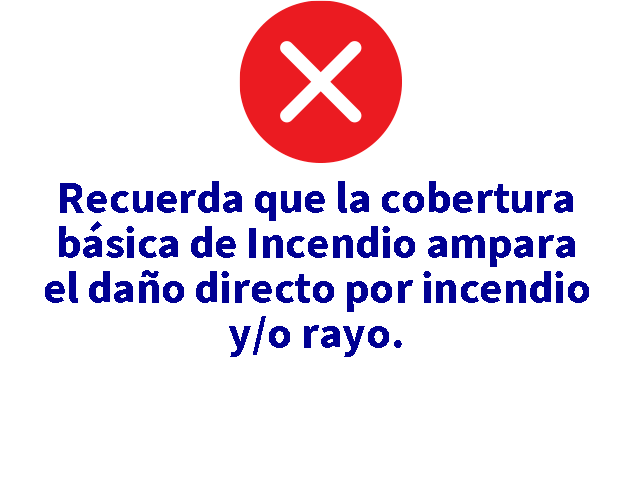 Recuerda que la cobertura
básica de Incendio ampara
el daño directo por incendio
y/o rayo.